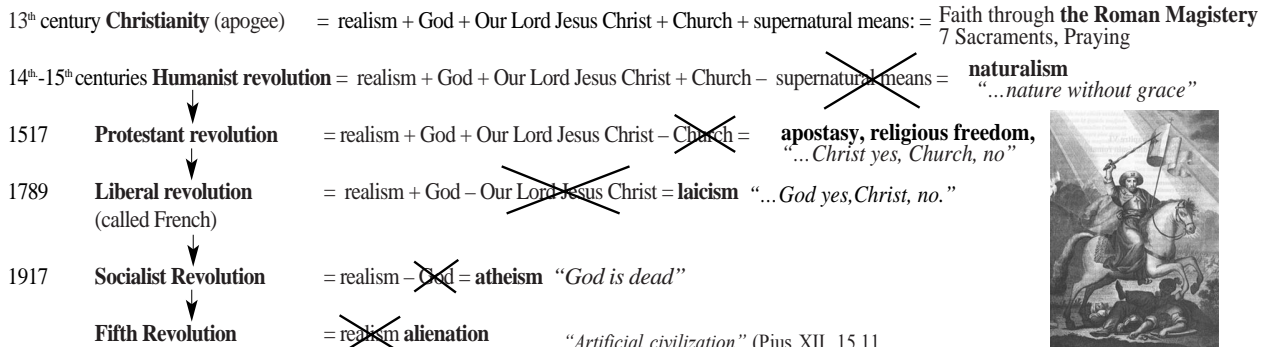 13th century Christianity (apogee) = realism + God + Our Lord Jesus Christ + Church + supernatural means: = Faith through the Roman Magistery
7 Sacraments, Praying
14th.-15th centuries Humanist revolution = realism + God + Our Lord Jesus Christ + Church – supernatural means = naturalism
“...nature without grace”
1517 Protestant revolution = realism + God + Our Lord Jesus Christ – Church = apostasy, religious freedom,
“...Christ yes, Church, no”
1789 Liberal revolution = realism + God – Our Lord Jesus Christ = laicism “...God yes,Christ, no.”
(called French)
1917 Socialist Revolution = realism – God = atheism “God is dead”
Fifth Revolution = realism alienation “Artificial civilization” (Pius XII, 15.11